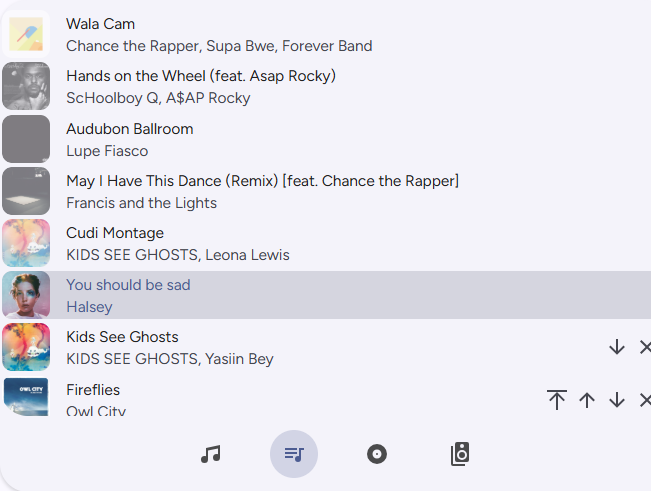 Wala Cam
Chance the Rapper, Supa Bwe, Forever Band
Hands on the Wheel (feat. Asap Rocky)
ScHoolboy Q, A$AP Rocky
Audubon Ballroom
Lupe Fiasco
May I Have This Dance (Remix) [feat. Chance the Rapper]
Francis and the Lights
Cudi Montage
KIDS SEE GHOSTS, Leona Lewis
You should be sad
Halsey
Kids See Ghosts
KIDS SEE GHOSTS, Yasiin Bey
OWL CITY
Fireflies
Owl City